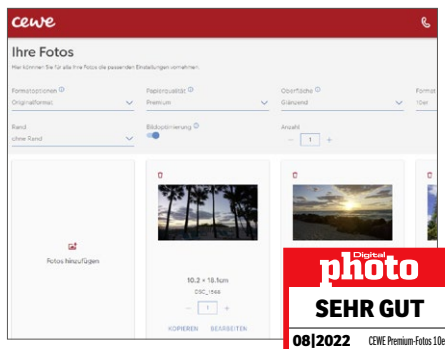 cewe
Ihre Fotos
Hier können Sie für alle Ihre Fotos die passenden Einstellungen vornehmen.
Formatoptionen Papierqualität Oberfläche Format
Originalformat Premium Glänzend 10er
Rand Bildoptimierung Anzahl
ohne Rand 1
Fotos hinzufügen
10.2 × 18.1cm
DSC_1544
1
KOPIEREN BEARBEITEN
Digital
photo
SEHR GUT
08|2022 CEWE Premium-Fotos 10er